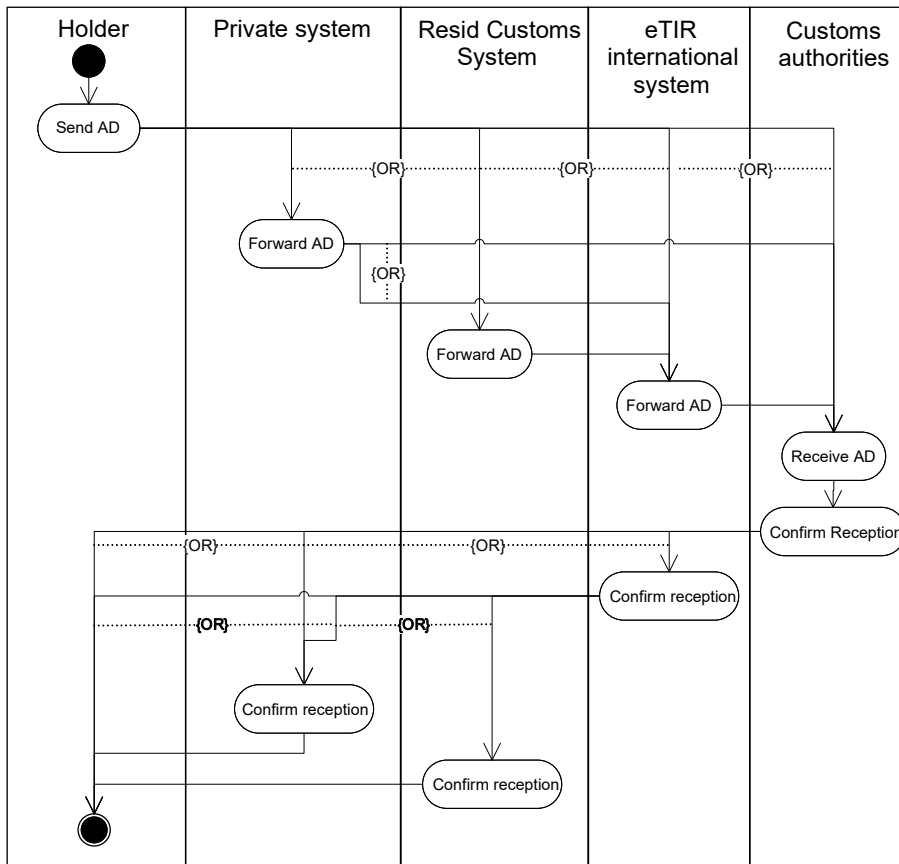 Holder
Private system
Resid Customs
System
eTIR
international
system
Customs
authorities
Send AD
{OR}
{OR}
{OR}
Forward AD
{OR}
Forward AD
Forward AD
Receive AD
Confirm Reception
{OR}
{OR}
Confirm reception
{OR}
{OR}
Confirm reception
Confirm reception